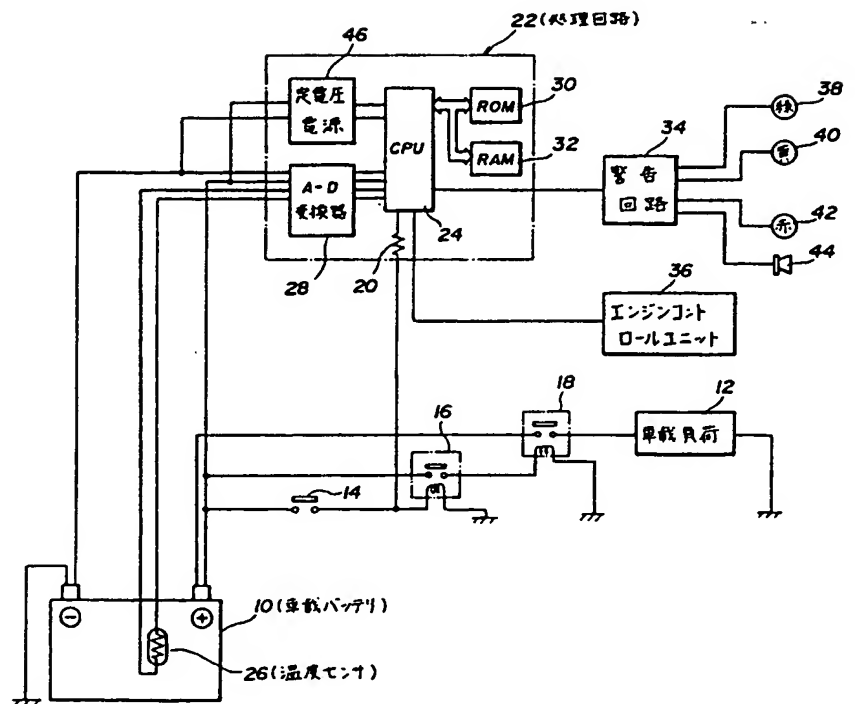 22(処理回路)
46
定電圧
電源
CPU
ROM
30
RAM
32
A-D
変換器
28
20
24
34
警告
回路
緑
38
黄
40
赤
42
44
36
エンジンコント
ロールユニット
18
12
車載負荷
16
14
⊖
⊕
10(車載バッテリ)
26(温度センサ)